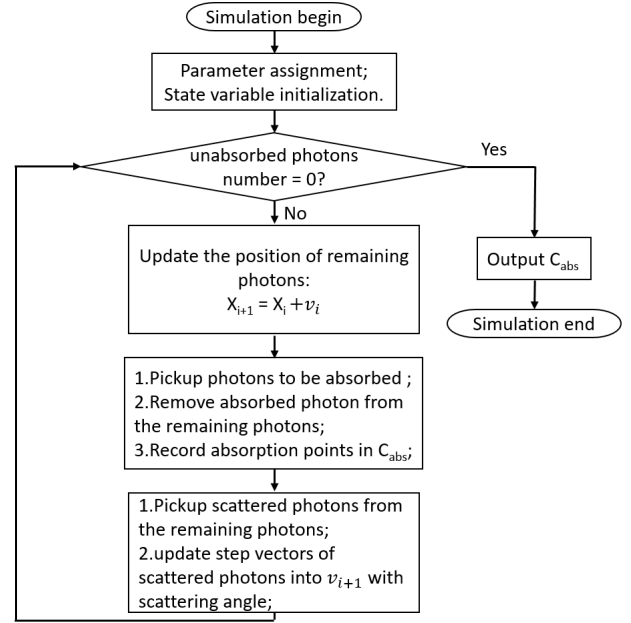 Simulation begin
Parameter assignment;
State variable initialization.
unabsorbed photons
number = 0?
Yes
No
Update the position of remaining
photons:
Xᵢ₊₁ = Xᵢ +𝑣ᵢ
Output C_abs
Simulation end
1.Pickup photons to be absorbed ;
2.Remove absorbed photon from
the remaining photons;
3.Record absorption points in C_abs;
1.Pickup scattered photons from
the remaining photons;
2.update step vectors of
scattered photons into 𝑣ᵢ₊₁ with
scattering angle;